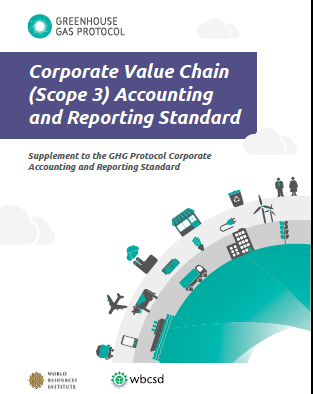 GREENHOUSE
GAS PROTOCOL
Corporate Value Chain
(Scope 3) Accounting
and Reporting Standard
Supplement to the GHG Protocol Corporate
Accounting and Reporting Standard
WORLD
RESOURCES
INSTITUTE
wbcsd